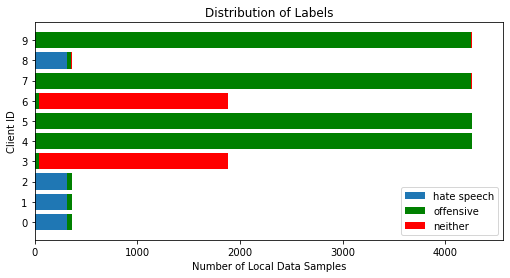 Distribution of Labels
Client ID
9
8
7
6
5
4
3
2
1
0
hate speech
offensive
neither
0
1000
2000
3000
4000
Number of Local Data Samples